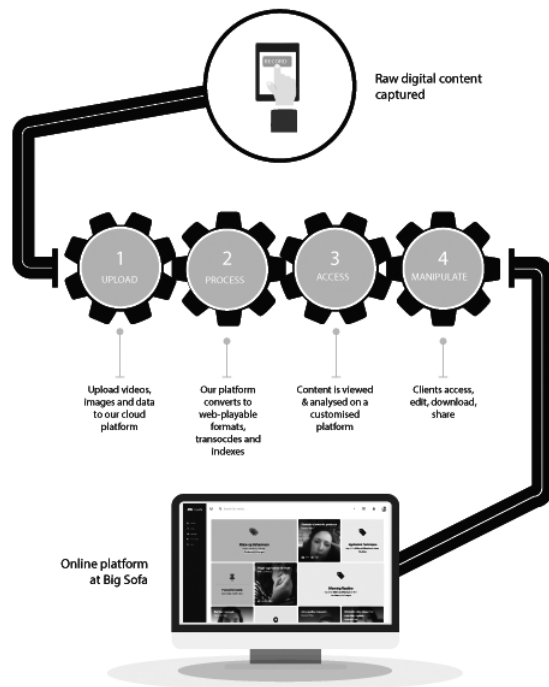 RECORD
Raw digital content
captured
1
UPLOAD
2
PROCESS
3
ACCESS
4
MANIPULATE
Upload videos,
images and data
to our cloud
platform
Our platform
converts to
web-playable
formats,
transocdes and
indexes
Content is viewed
& analysed on a
customised
platform
Clients access,
edit, download,
share
Online platform
at Big Sofa